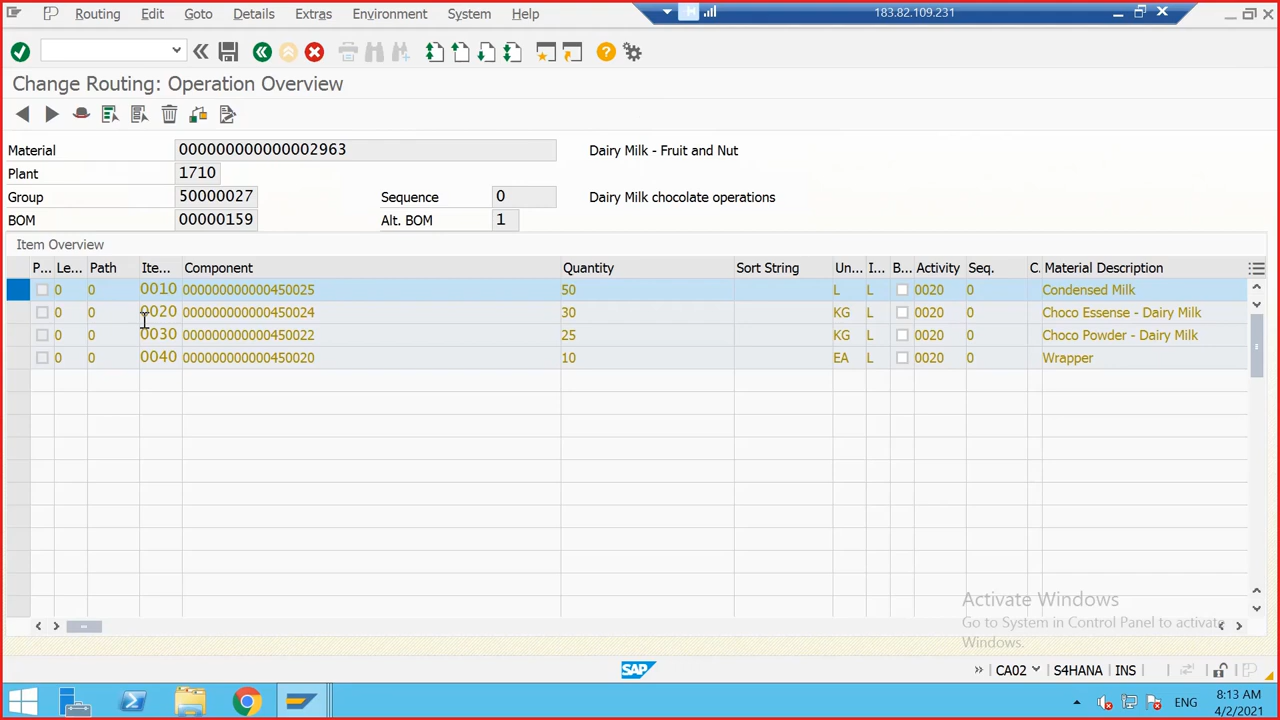 Routing Edit Goto Details Extras Environment System Help
183.82.109.231
Change Routing: Operation Overview
Material 000000000000002963 Dairy Milk - Fruit and Nut
Plant 1710
Group 50000027 Sequence 0 Dairy Milk chocolate operations
BOM 00000159 Alt. BOM 1
Item Overview
P... Le... Path Ite... Component Quantity Sort String Un... I... B... Activity Seq. C. Material Description
0 0 0010 000000000000450025 50 L L 0020 0 Condensed Milk
0 0 0020 000000000000450024 30 KG L 0020 0 Choco Essense - Dairy Milk
0 0 0030 000000000000450022 25 KG L 0020 0 Choco Powder - Dairy Milk
0 0 0040 000000000000450020 10 EA L 0020 0 Wrapper
Activate Windows
Go to System in Control Panel to activate
Windows.
SAP
» CA02 S4HANA INS
ENG
8:13 AM
4/2/2021